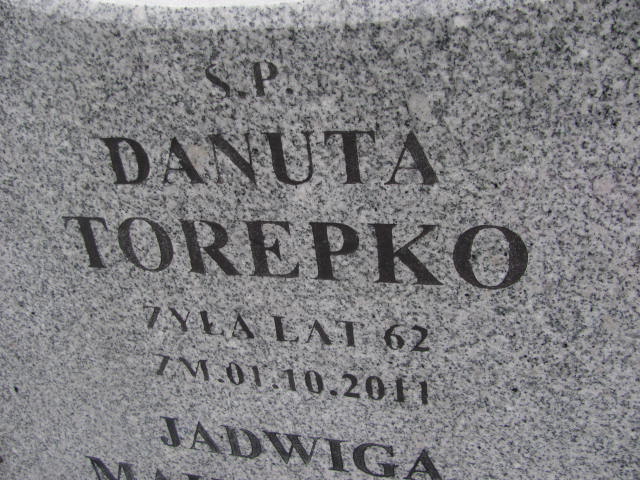 Ś.P.
DANUTA
TOREPKO
ŻYŁA LAT 62
ZM.01.10.2011
JADWIGA